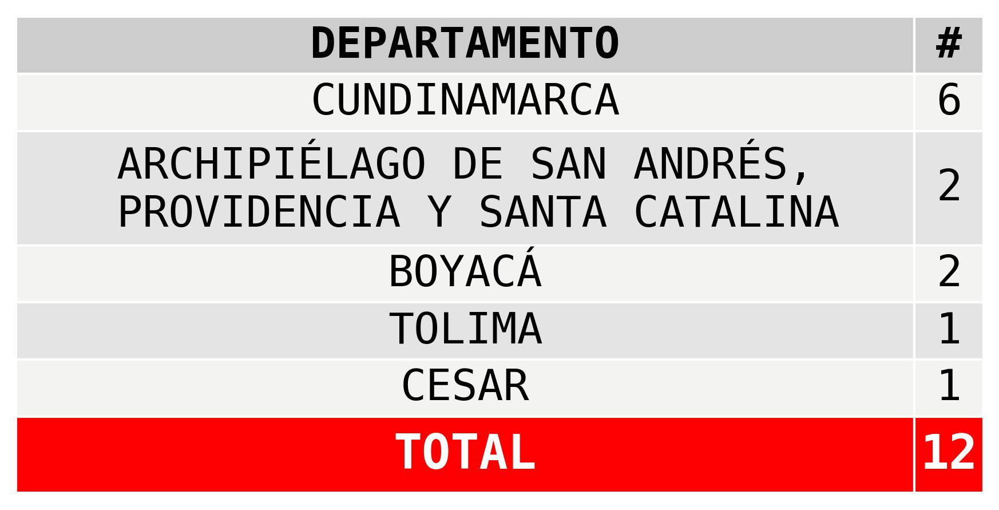 DEPARTAMENTO #
CUNDINAMARCA 6
ARCHIPIÉLAGO DE SAN ANDRÉS,
PROVIDENCIA Y SANTA CATALINA 2
BOYACÁ 2
TOLIMA 1
CESAR 1
TOTAL 12